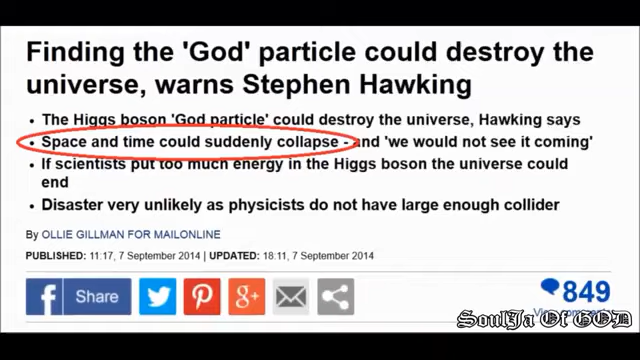 Finding the 'God' particle could destroy the
universe, warns Stephen Hawking
• The Higgs boson 'God particle' could destroy the universe, Hawking says
• Space and time could suddenly collapse - and 'we would not see it coming'
• If scientists put too much energy in the Higgs boson the universe could
end
• Disaster very unlikely as physicists do not have large enough collider
By OLLIE GILLMAN FOR MAILONLINE
PUBLISHED: 11:17, 7 September 2014 | UPDATED: 18:11, 7 September 2014
f Share
g+
849
SoulJa Of GOD